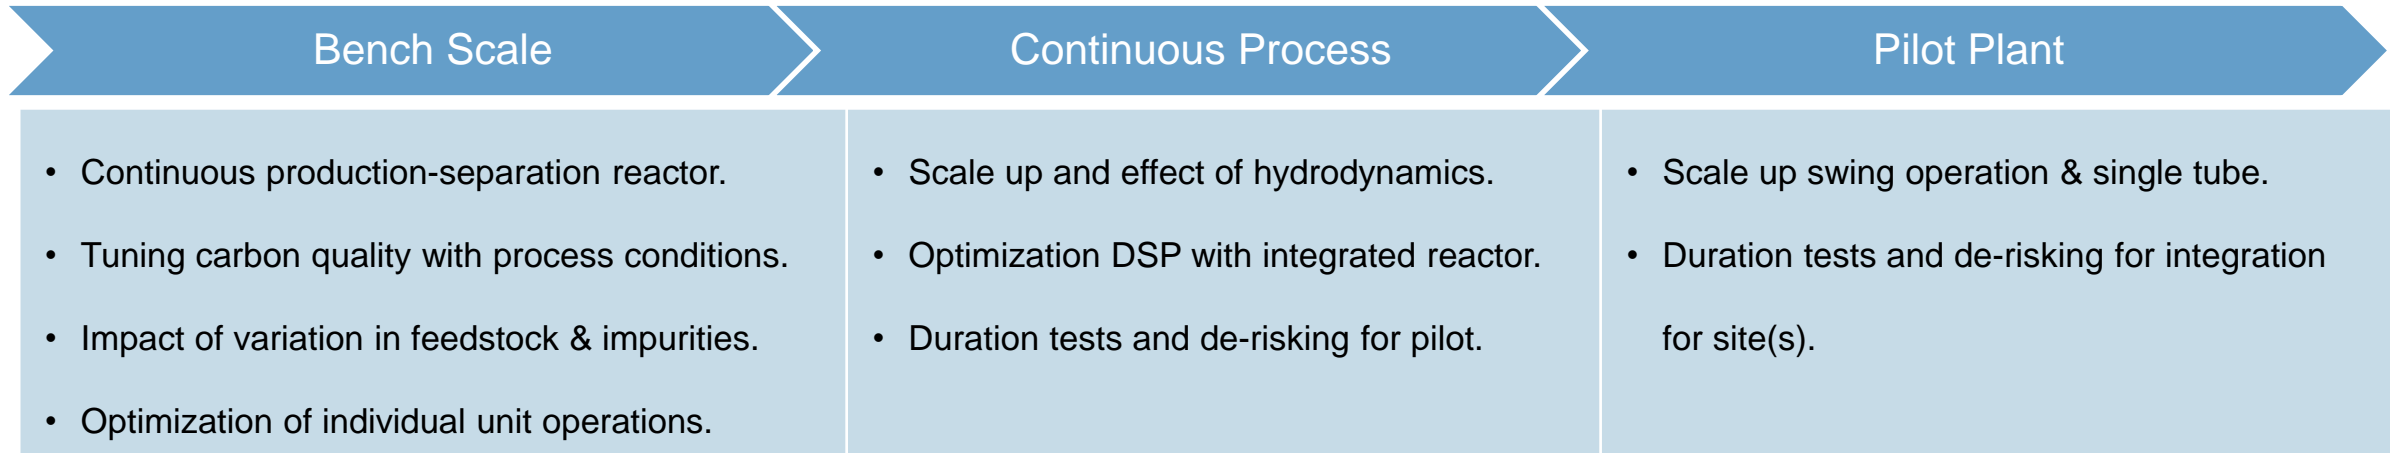 Bench Scale
Continuous Process
Pilot Plant
• Continuous production-separation reactor.
• Tuning carbon quality with process conditions.
• Impact of variation in feedstock & impurities.
• Optimization of individual unit operations.
• Scale up and effect of hydrodynamics.
• Optimization DSP with integrated reactor.
• Duration tests and de-risking for pilot.
• Scale up swing operation & single tube.
• Duration tests and de-risking for integration
for site(s).